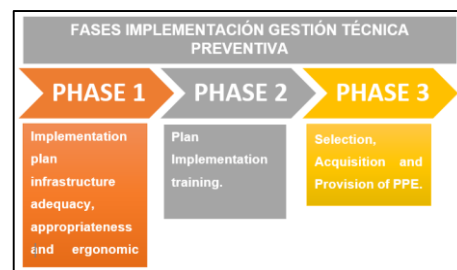 FASES IMPLEMENTACIÓN GESTIÓN TÉCNICA
PREVENTIVA
PHASE 1
PHASE 2
PHASE 3
Implementation
plan
infrastructure
adequacy,
appropriateness
and ergonomic
Plan
Implementation
training.
Selection,
Acquisition and
Provision of PPE.